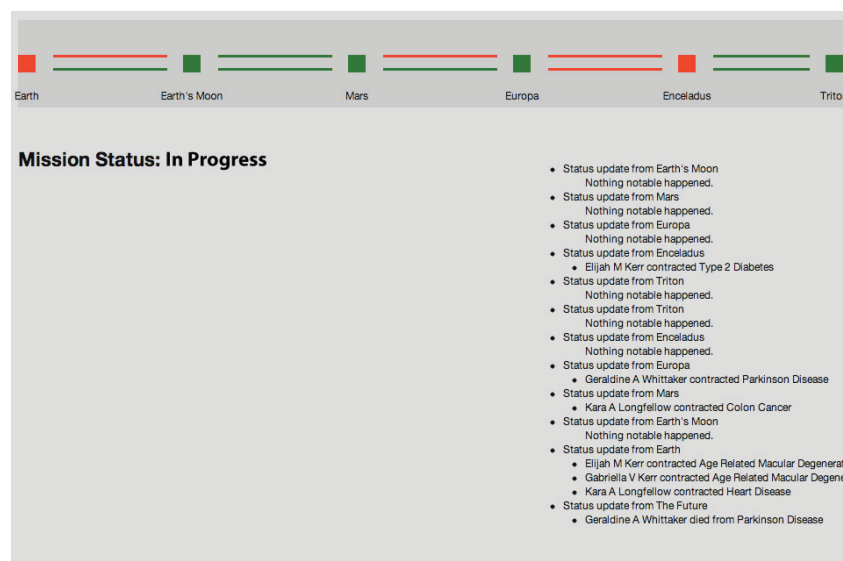 Earth Earth's Moon Mars Europa Enceladus Trito
Mission Status: In Progress
• Status update from Earth's Moon
Nothing notable happened.
• Status update from Mars
Nothing notable happened.
• Status update from Europa
Nothing notable happened.
• Status update from Enceladus
• Elijah M Kerr contracted Type 2 Diabetes
• Status update from Triton
Nothing notable happened.
• Status update from Triton
Nothing notable happened.
• Status update from Enceladus
Nothing notable happened.
• Status update from Europa
• Geraldine A Whittaker contracted Parkinson Disease
• Status update from Mars
• Kara A Longfellow contracted Colon Cancer
• Status update from Earth's Moon
Nothing notable happened.
• Status update from Earth
• Elijah M Kerr contracted Age Related Macular Degenerat
• Gabriella V Kerr contracted Age Related Macular Degene
• Kara A Longfellow contracted Heart Disease
• Status update from The Future
• Geraldine A Whittaker died from Parkinson Disease